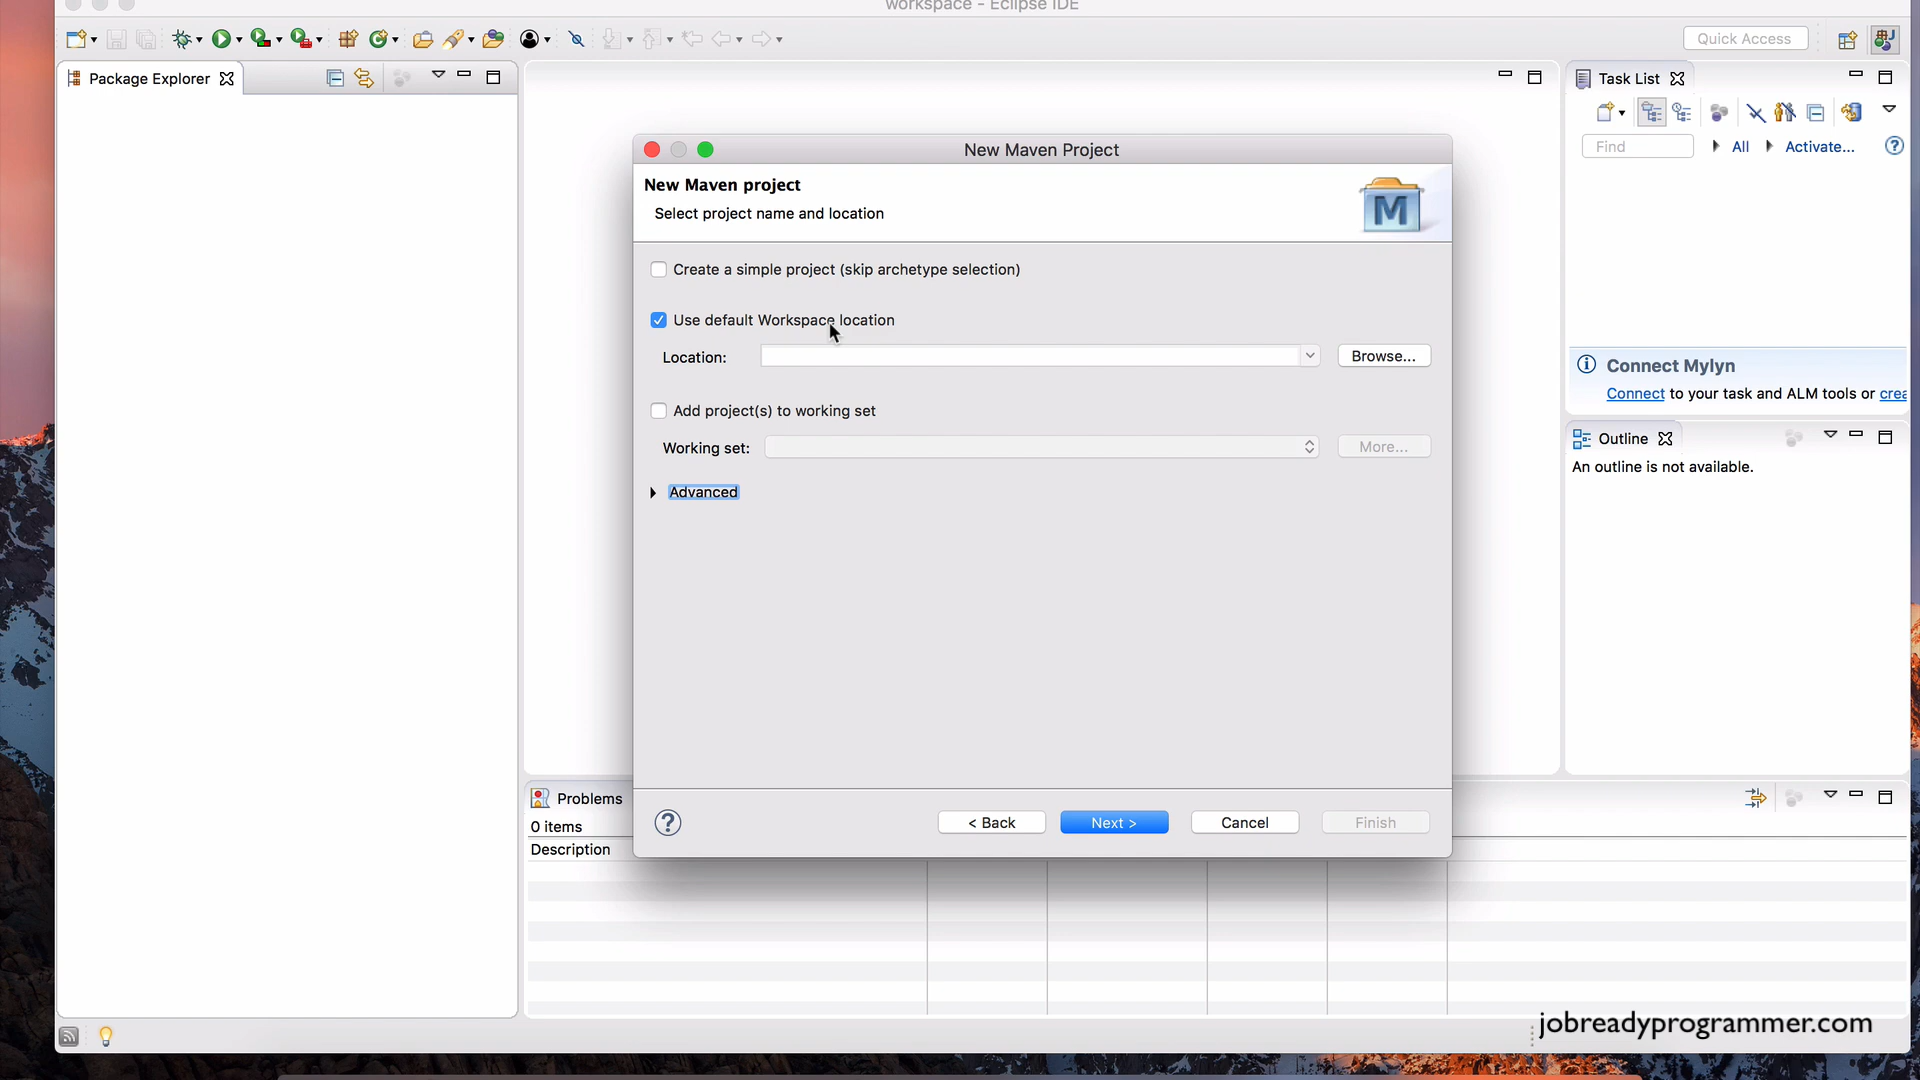 workspace - Eclipse IDE
Quick Access
Package Explorer
Task List
Find
All
Activate...
New Maven Project
New Maven project
Select project name and location
M
Create a simple project (skip archetype selection)
Use default Workspace location
Location:
Browse...
Add project(s) to working set
Working set:
More...
Advanced
Connect Mylyn
Connect to your task and ALM tools or crea
Outline
An outline is not available.
< Back
Next >
Cancel
Finish
Problems
0 items
Description
jobreadyprogrammer.com